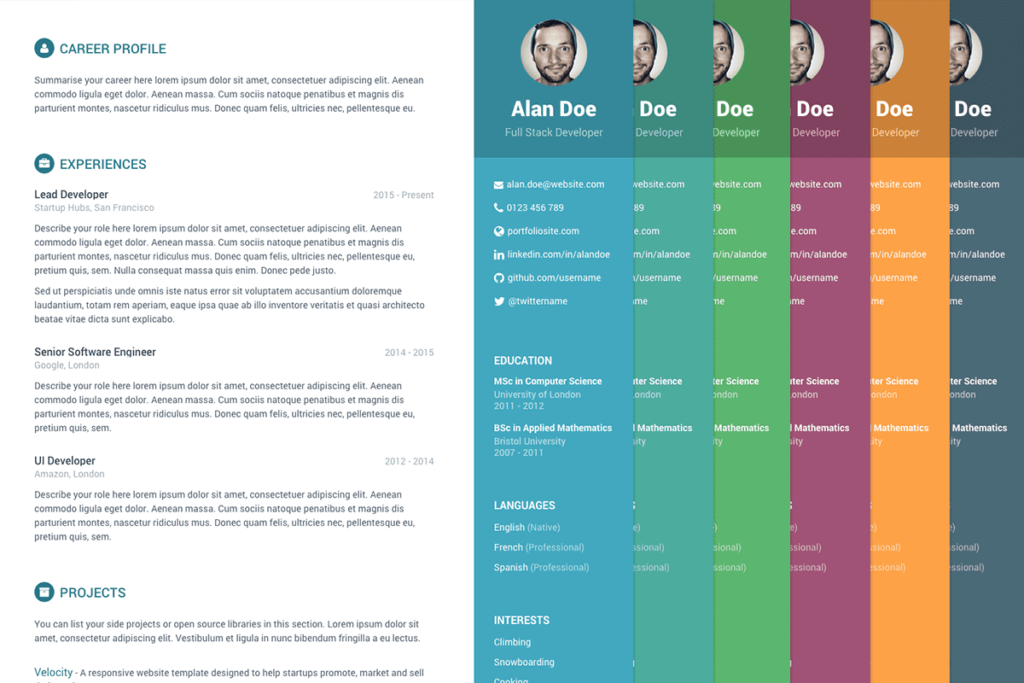 CAREER PROFILE
Summarise your career here lorem ipsum dolor sit amet, consectetuer adipiscing elit. Aenean
commodo ligula eget dolor. Aenean massa. Cum sociis natoque penatibus et magnis dis
parturient montes, nascetur ridiculus mus. Donec quam felis, ultricies nec, pellentesque eu.
EXPERIENCES
Lead Developer 2015 - Present
Startup Hubs, San Francisco
Describe your role here lorem ipsum dolor sit amet, consectetuer adipiscing elit. Aenean
commodo ligula eget dolor. Aenean massa. Cum sociis natoque penatibus et magnis dis
parturient montes, nascetur ridiculus mus. Donec quam felis, ultricies nec, pellentesque eu,
pretium quis, sem. Nulla consequat massa quis enim. Donec pede justo.
Sed ut perspiciatis unde omnis iste natus error sit voluptatem accusantium doloremque
laudantium, totam rem aperiam, eaque ipsa quae ab illo inventore veritatis et quasi architecto
beatae vitae dicta sunt explicabo.
Senior Software Engineer 2014 - 2015
Google, London
Describe your role here lorem ipsum dolor sit amet, consectetuer adipiscing elit. Aenean
commodo ligula eget dolor. Aenean massa. Cum sociis natoque penatibus et magnis dis
parturient montes, nascetur ridiculus mus. Donec quam felis, ultricies nec, pellentesque eu,
pretium quis, sem.
UI Developer 2012 - 2014
Amazon, London
Describe your role here lorem ipsum dolor sit amet, consectetuer adipiscing elit. Aenean
commodo ligula eget dolor. Aenean massa. Cum sociis natoque penatibus et magnis dis
parturient montes, nascetur ridiculus mus. Donec quam felis, ultricies nec, pellentesque eu,
pretium quis, sem.
PROJECTS
You can list your side projects or open source libraries in this section. Lorem ipsum dolor sit
amet, consectetur adipiscing elit. Vestibulum et ligula in nunc bibendum fringilla a eu lectus.
Velocity - A responsive website template designed to help startups promote, market and sell
Alan Doe Doe Doe Doe Doe Doe
Full Stack Developer Developer Developer Developer Developer Developer
alan.doe@website.com website.com website.com website.com website.com website.com
0123 456 789 89 89 89 89 89
portfoliosite.com e.com e.com e.com e.com e.com
linkedin.com/in/alandoe m/in/alandoe m/in/alandoe m/in/alandoe m/in/alandoe m/in/alandoe
github.com/username /username /username /username /username /username
@twittername me me me me me
EDUCATION
MSc in Computer Science uter Science ter Science uter Science ter Science ter Science
University of London ondon ondon ondon ondon ondon
2011 - 2012
BSc in Applied Mathematics Mathematics Mathematics Mathematics Mathematics Mathematics
Bristol University ity ity ity ity ity
2007 - 2011
LANGUAGES
English (Native)
French (Professional) ssional) sional) ssional) ssional) sional)
Spanish (Professional) essional) essional) essional) essional) essional)
INTERESTS
Climbing
Snowboarding
Cooking